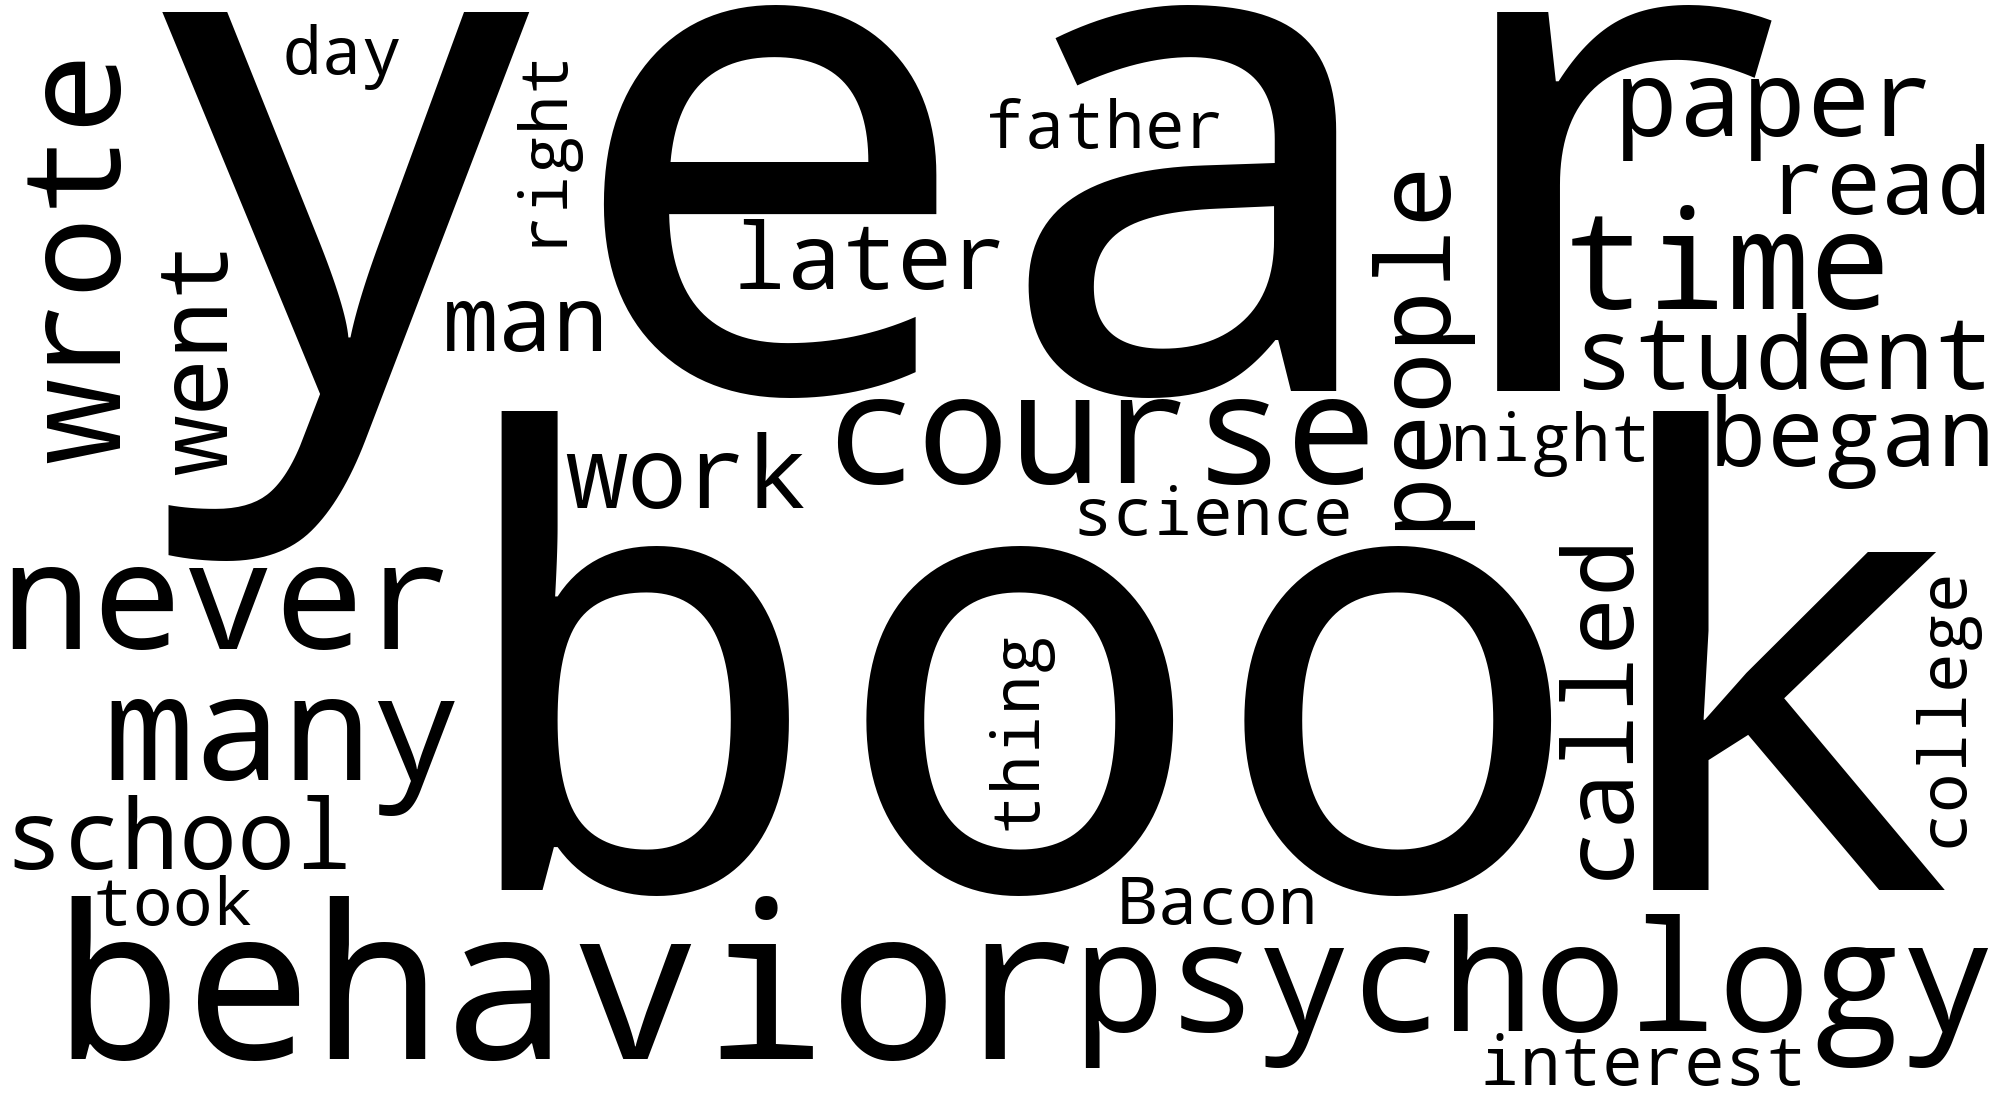 year
day
wrote
right
father
paper
read
people
time
later
went
man
student
course
began
work
night
science
book
never
called
college
thing
many
school
took
Bacon
behavior
psychology
interest